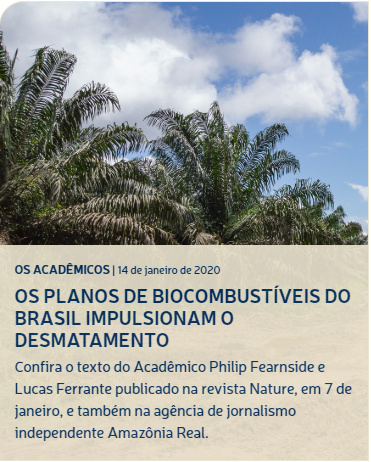 OS ACADÊMICOS | 14 de janeiro de 2020
OS PLANOS DE BIOCOMBUSTÍVEIS DO
BRASIL IMPULSIONAM O
DESMATAMENTO
Confira o texto do Acadêmico Philip Fearnside e
Lucas Ferrante publicado na revista Nature, em 7 de
janeiro, e também na agência de jornalismo
independente Amazônia Real.